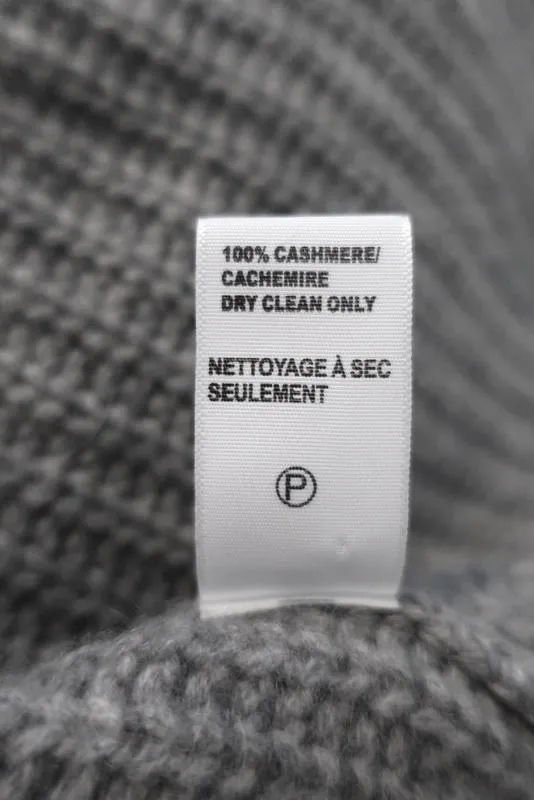 100% CASHMERE/
CACHEMIRE
DRY CLEAN ONLY
NETTOYAGE À SEC
SEULEMENT
Ⓟ